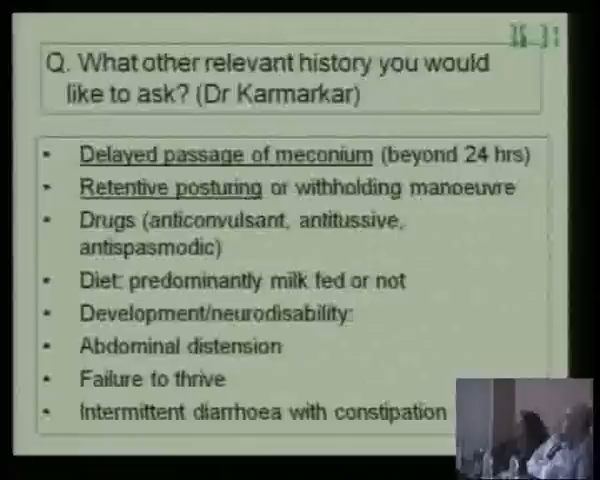 Q. What other relevant history you would
like to ask? (Dr Karmarkar)
• Delayed passage of meconium (beyond 24 hrs)
• Retentive posturing or withholding manoeuvre
• Drugs (anticonvulsant, antitussive,
antispasmodic)
• Diet: predominantly milk fed or not
• Development/neurodisability:
• Abdominal distension
• Failure to thrive
• Intermittent diarrhoea with constipation